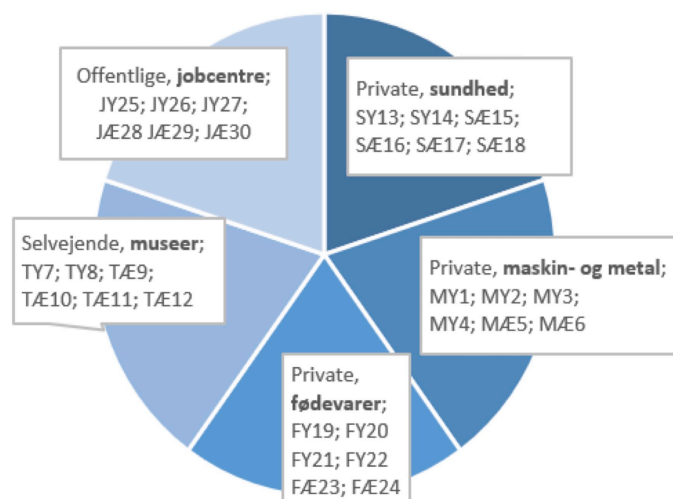 Offentlige, jobcentre;
JY25; JY26; JY27;
JÆ28 JÆ29; JÆ30
Private, sundhed;
SY13; SY14; SÆ15;
SÆ16; SÆ17; SÆ18
Selvejende, museer;
TY7; TY8; TÆ9;
TÆ10; TÆ11; TÆ12
Private, maskin- og metal;
MY1; MY2; MY3;
MY4; MÆ5; MÆ6
Private,
fødevarer;
FY19; FY20
FY21; FY22
FÆ23; FÆ24